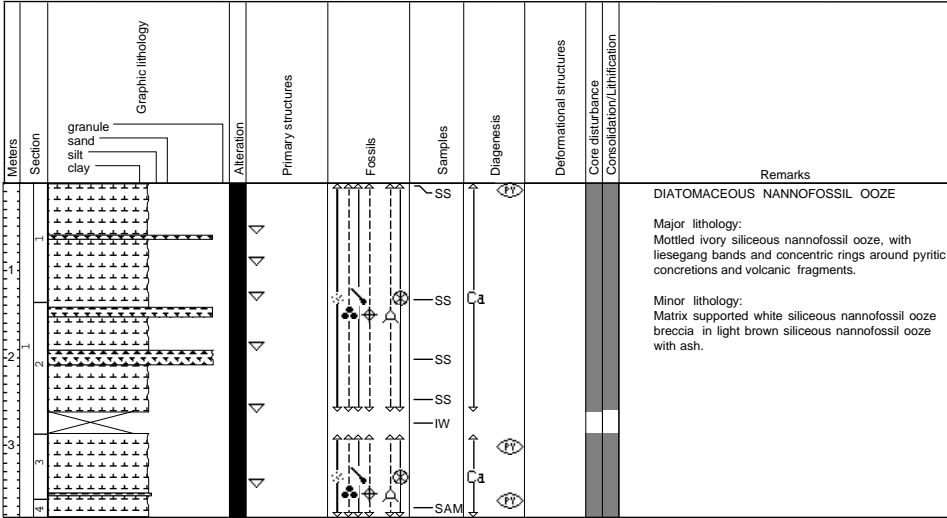 Meters
Section
Graphic lithology
granule
sand
silt
clay
Alteration
Primary structures
Fossils
Samples
Diagenesis
Deformational structures
Core disturbance
Consolidation/Lithification
Remarks
1
2
3
1
1
2
3
4
SS
SS
SS
SS
IW
SAM
PY
Ca
PY
Ca
PY
DIATOMACEOUS NANNOFOSSIL OOZE
Major lithology:
Mottled ivory siliceous nannofossil ooze, with
liesegang bands and concentric rings around pyritic
concretions and volcanic fragments.
Minor lithology:
Matrix supported white siliceous nannofossil ooze
breccia in light brown siliceous nannofossil ooze
with ash.